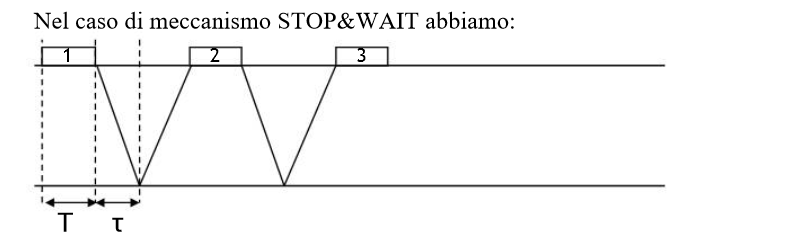 Nel caso di meccanismo STOP&WAIT abbiamo:
1 2 3
T τ